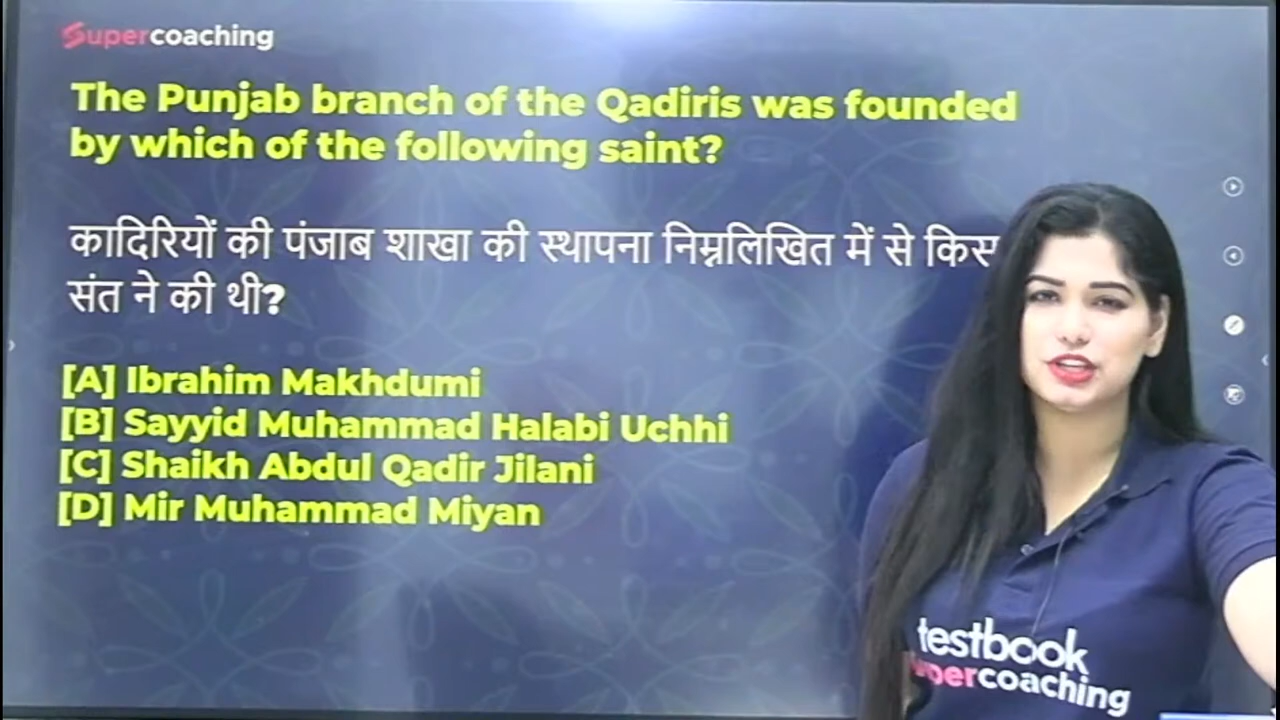 Supercoaching
The Punjab branch of the Qadiris was founded
by which of the following saint?
कादिरियों की पंजाब शाखा की स्थापना निम्नलिखित में से किस
संत ने की थी?
[A] Ibrahim Makhdumi
[B] Sayyid Muhammad Halabi Uchhi
[C] Shaikh Abdul Qadir Jilani
[D] Mir Muhammad Miyan
testbook
supercoaching